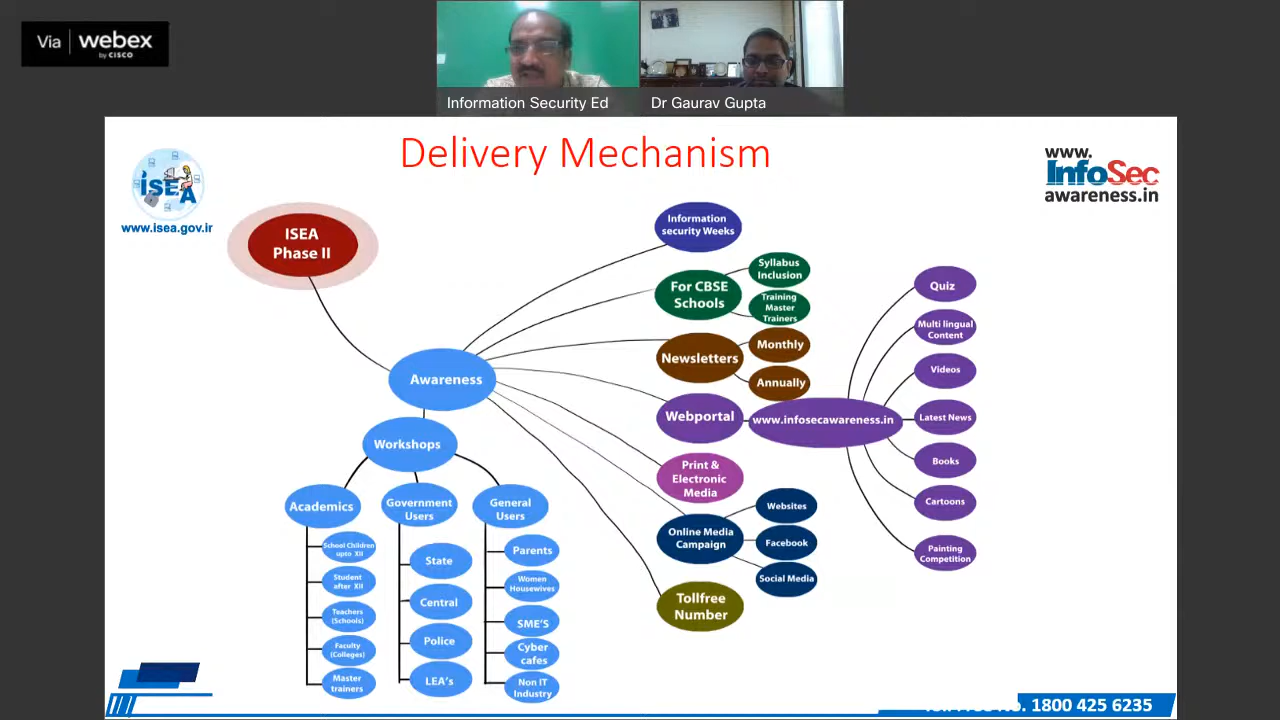 Via webex
by CISCO
Information Security Ed
Dr Gaurav Gupta
Delivery Mechanism
ISEA
www.isea.gov.ir
www.
InfoSec
awareness.in
ISEA
Phase II
Awareness
Workshops
Academics
School Children
upto XII
Student
after XII
Teachers
(Schools)
Faculty
(Colleges)
Master
trainers
Government
Users
State
Central
Police
LEA's
General
Users
Parents
Women
Housewives
SME'S
Cyber
cafes
Non IT
Industry
Information
security Weeks
For CBSE
Schools
Syllabus
Inclusion
Training
Master
Trainers
Newsletters
Monthly
Annually
Webportal
www.infosecawareness.in
Quiz
Multi lingual
Content
Videos
Latest News
Books
Cartoons
Painting
Competition
Print &
Electronic
Media
Online Media
Campaign
Websites
Facebook
Social Media
Tollfree
Number
1800 425 6235